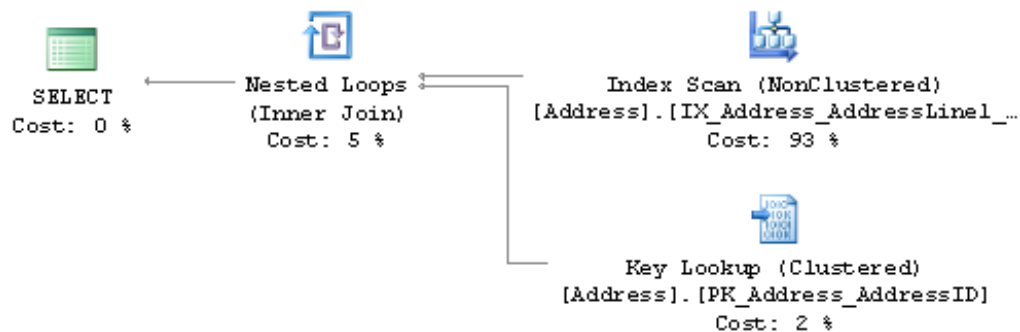 SELECT
Cost: 0 %
Nested Loops
(Inner Join)
Cost: 5 %
Index Scan (NonClustered)
[Address].[IX_Address_AddressLine1_…
Cost: 93 %
Key Lookup (Clustered)
[Address].[PK_Address_AddressID]
Cost: 2 %